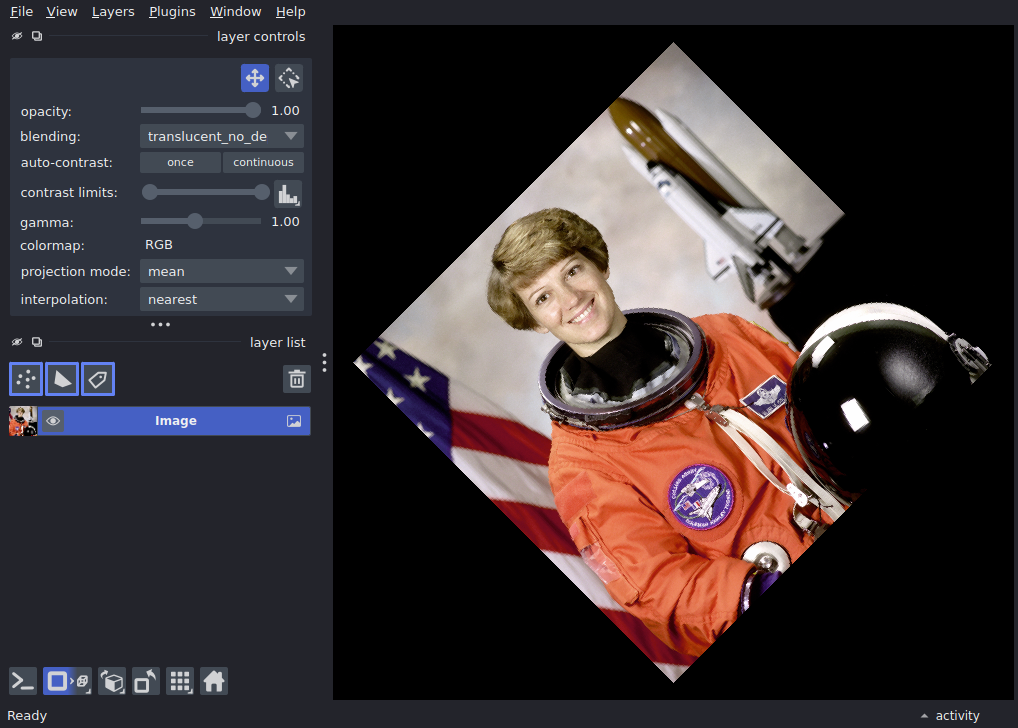 File View Layers Plugins Window Help
layer controls
opacity: 1.00
blending: translucent_no_de
auto-contrast: once continuous
contrast limits:
gamma: 1.00
colormap: RGB
projection mode: mean
interpolation: nearest
layer list
Image
Ready activity